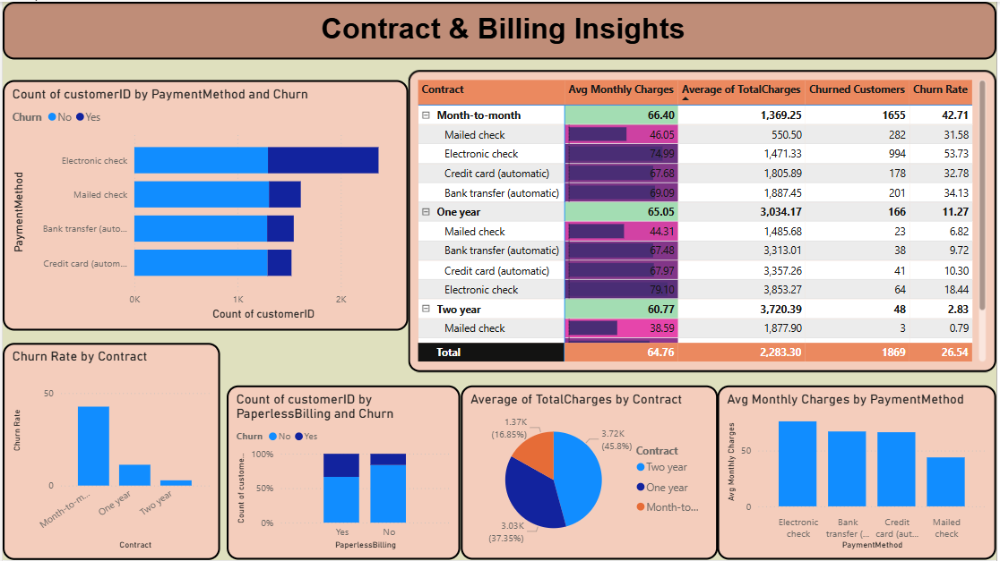 Contract & Billing Insights
Count of customerID by PaymentMethod and Churn
Churn No Yes
PaymentMethod
Electronic check
Mailed check
Bank transfer (auto...
Credit card (autom...
0K 1K 2K
Count of customerID
Contract Avg Monthly Charges Average of TotalCharges Churned Customers Churn Rate
Month-to-month 66.40 1,369.25 1655 42.71
Mailed check 46.05 550.50 282 31.58
Electronic check 74.99 1,471.33 994 53.73
Credit card (automatic) 67.68 1,805.89 178 32.78
Bank transfer (automatic) 69.09 1,887.45 201 34.13
One year 65.05 3,034.17 166 11.27
Mailed check 44.31 1,485.68 23 6.82
Bank transfer (automatic) 67.48 3,313.01 38 9.72
Credit card (automatic) 67.97 3,357.26 41 10.30
Electronic check 79.10 3,853.27 64 18.44
Two year 60.77 3,720.39 48 2.83
Mailed check 38.59 1,877.90 3 0.79
Total 64.76 2,283.30 1869 26.54
Churn Rate by Contract
Churn Rate
50
0
Month-to-m... One year Two year
Contract
Count of customerID by
PaperlessBilling and Churn
Churn No Yes
Count of custome...
100%
50%
0%
Yes No
PaperlessBilling
Average of TotalCharges by Contract
1.37K
(16.85%)
3.72K
(45.8%)
3.03K
(37.35%)
Contract
Two year
One year
Month-to...
Avg Monthly Charges by PaymentMethod
Avg Monthly Charges
50
0
Electronic Bank Credit Mailed
check transfer (... card (aut... check
PaymentMethod